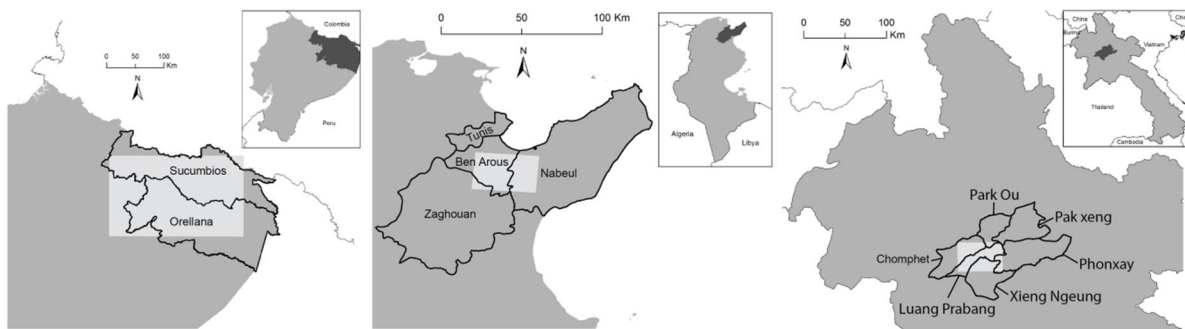 Colombia
Peru
0 50 100
Km
N
Sucumbios
Orellana
0 50 100 Km
N
Tunis
Ben Arous
Nabeul
Zaghouan
Algeria
Libya
0 50 100
Km
N
China
Burma
Vietnam
Thailand
Cambodia
Park Ou
Pak xeng
Chomphet
Phonxay
Luang Prabang
Xieng Ngeung